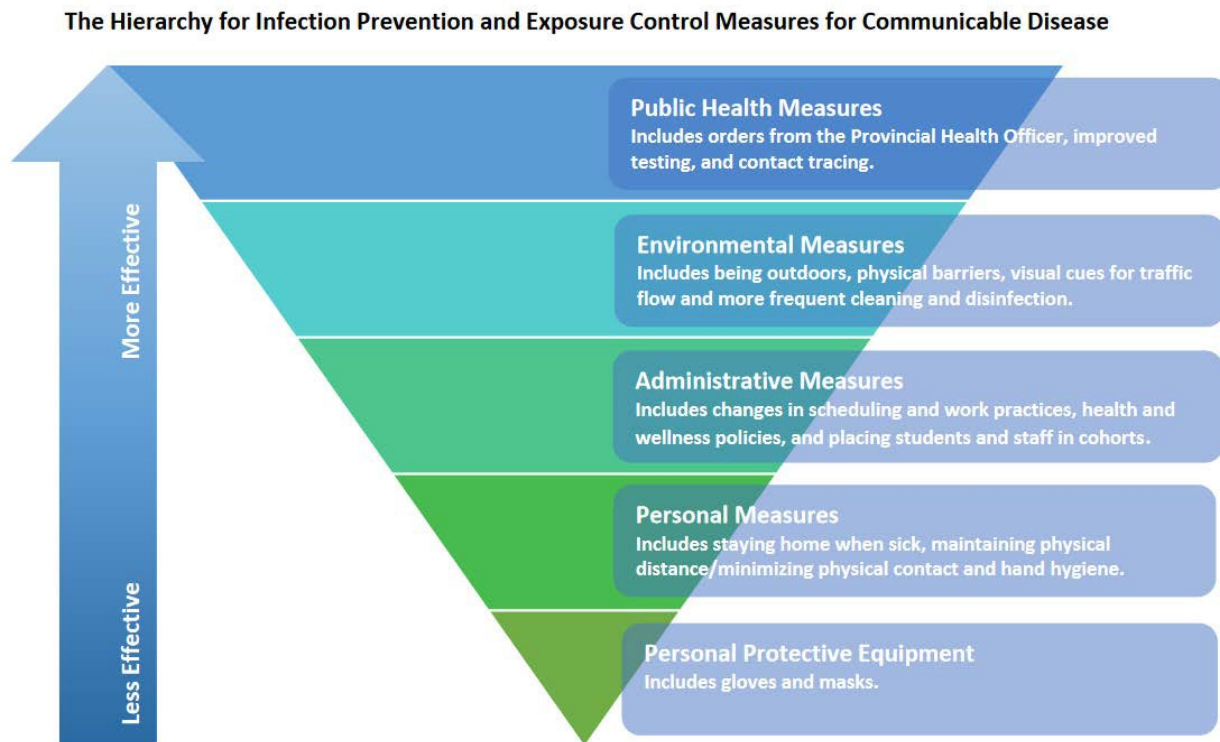 The Hierarchy for Infection Prevention and Exposure Control Measures for Communicable Disease
More Effective
Less Effective
Public Health Measures
Includes orders from the Provincial Health Officer, improved
testing, and contact tracing.
Environmental Measures
Includes being outdoors, physical barriers, visual cues for traffic
flow and more frequent cleaning and disinfection.
Administrative Measures
Includes changes in scheduling and work practices, health and
wellness policies, and placing students and staff in cohorts.
Personal Measures
Includes staying home when sick, maintaining physical
distance/minimizing physical contact and hand hygiene.
Personal Protective Equipment
Includes gloves and masks.